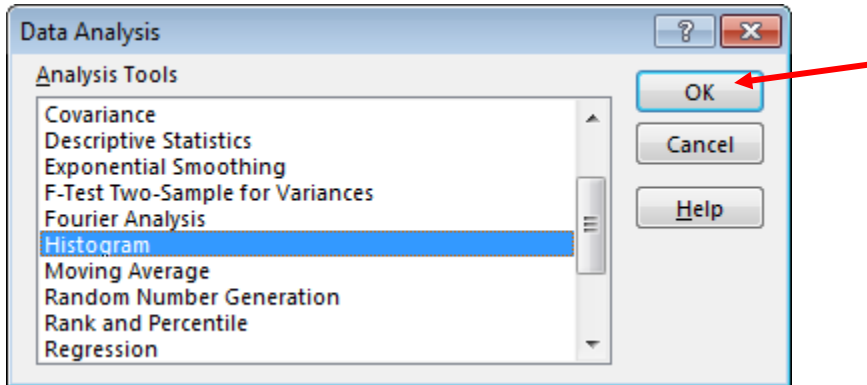 Data Analysis
?
Analysis Tools
Covariance
Descriptive Statistics
Exponential Smoothing
F-Test Two-Sample for Variances
Fourier Analysis
Histogram
Moving Average
Random Number Generation
Rank and Percentile
Regression
OK
Cancel
Help